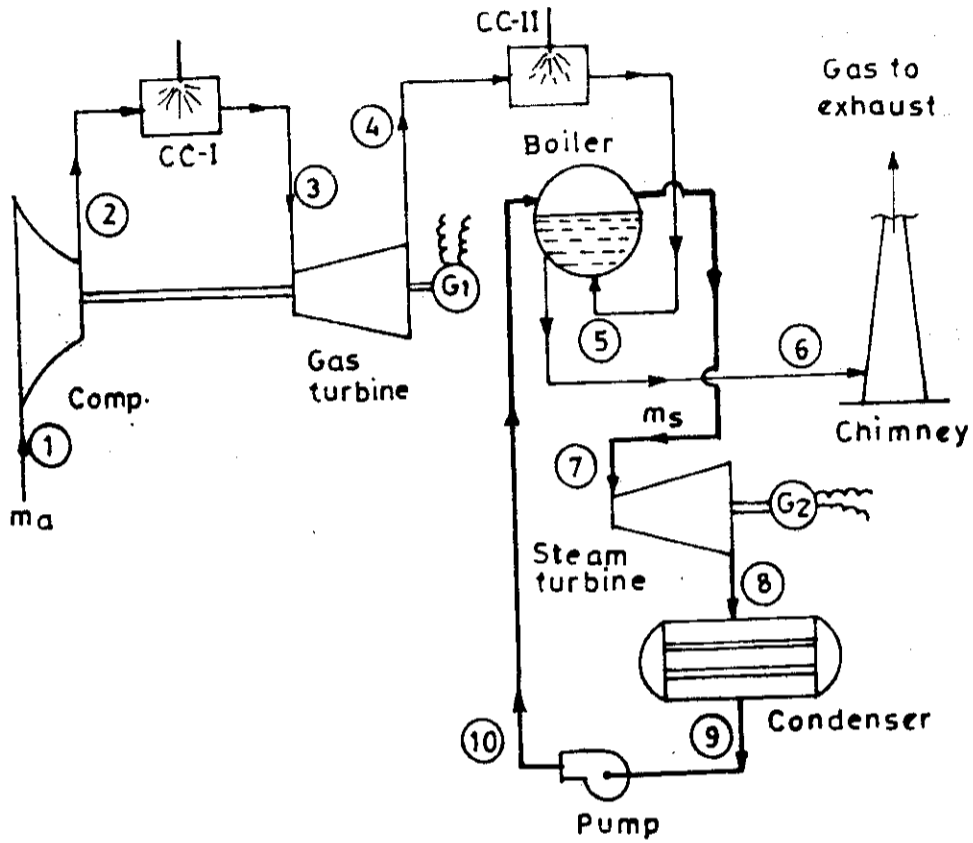 CC-II
CC-I
Gas to
exhaust
4
Boiler
2
3
G1
5
6
Gas
turbine
Comp.
Chimney
1
ms
7
ma
G2
Steam
turbine
8
10
9
Condenser
Pump